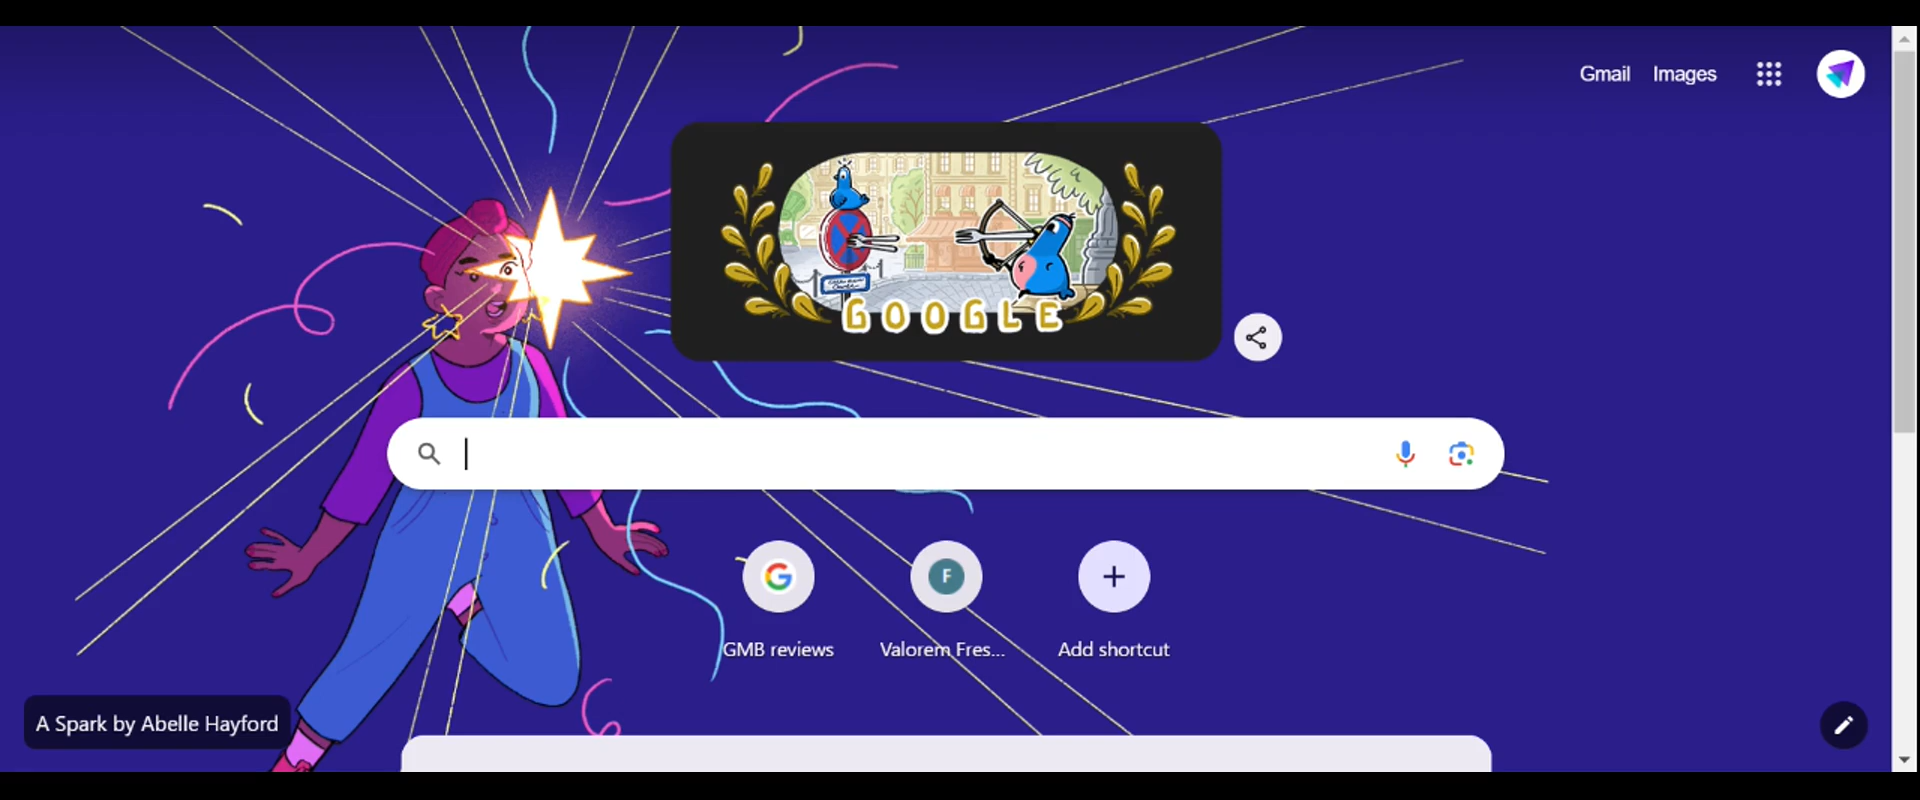 Gmail Images
GOOGLE
GMB reviews
F
Valorem Fres...
Add shortcut
A Spark by Abelle Hayford